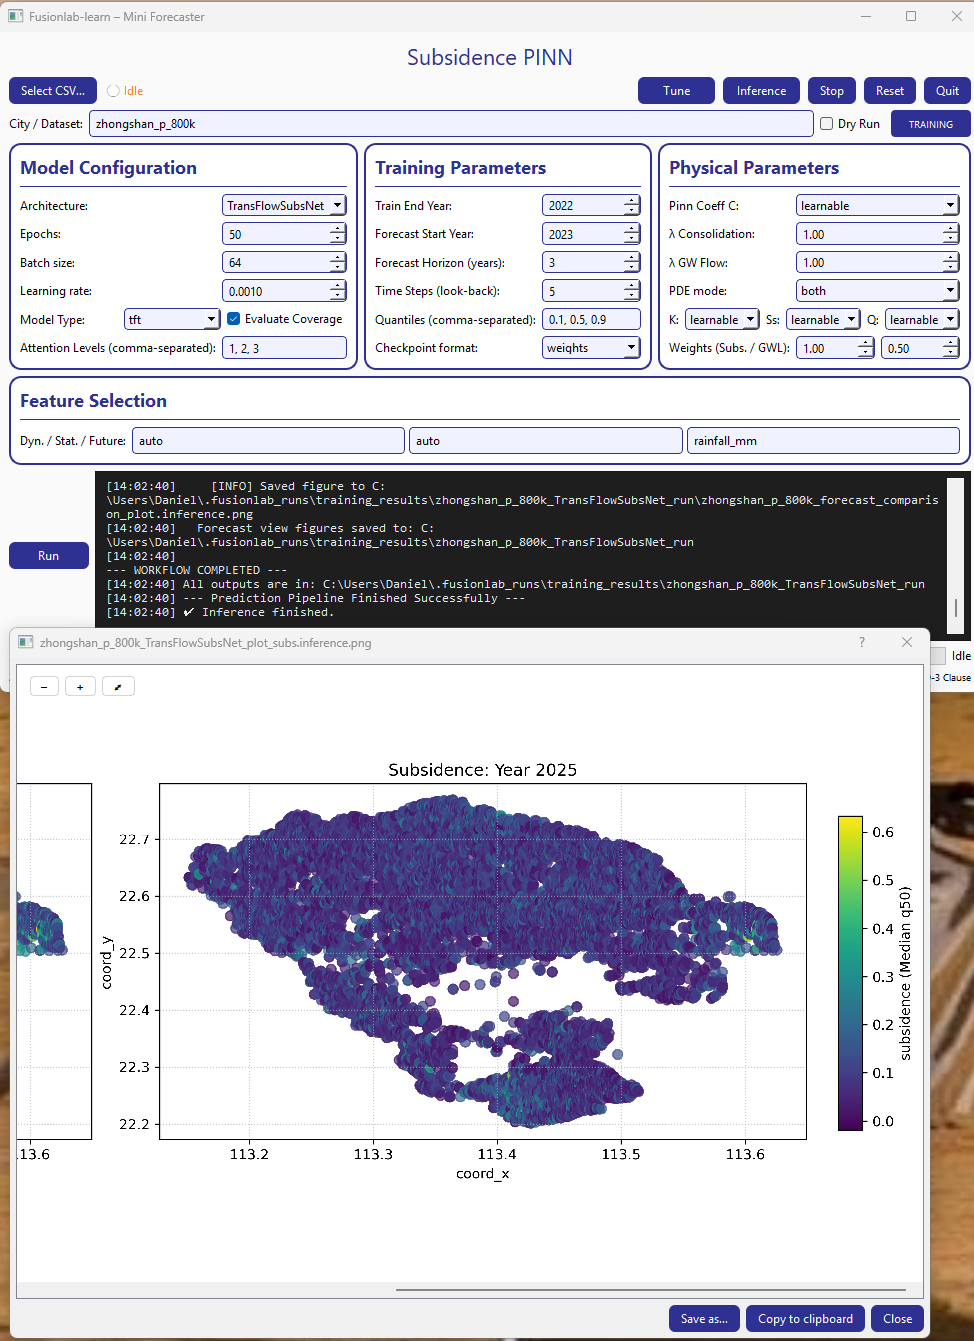 Fusionlab-learn – Mini Forecaster
Subsidence PINN
Select CSV... Idle Tune Inference Stop Reset Quit
City / Dataset: zhongshan_p_800k Dry Run TRAINING
Model Configuration
Architecture: TransFlowSubsNet
Epochs: 50
Batch size: 64
Learning rate: 0.0010
Model Type: tft Evaluate Coverage
Attention Levels (comma-separated): 1, 2, 3
Training Parameters
Train End Year: 2022
Forecast Start Year: 2023
Forecast Horizon (years): 3
Time Steps (look-back): 5
Quantiles (comma-separated): 0.1, 0.5, 0.9
Checkpoint format: weights
Physical Parameters
Pinn Coeff C: learnable
λ Consolidation: 1.00
λ GW Flow: 1.00
PDE mode: both
K: learnable Ss: learnable Q: learnable
Weights (Subs. / GWL): 1.00 0.50
Feature Selection
Dyn. / Stat. / Future: auto auto rainfall_mm
Run
[14:02:40] [INFO] Saved figure to C:
\Users\Daniel\.fusionlab_runs\training_results\zhongshan_p_800k_TransFlowSubsNet_run\zhongshan_p_800k_forecast_comparis
on_plot.inference.png
[14:02:40] Forecast view figures saved to: C:
\Users\Daniel\.fusionlab_runs\training_results\zhongshan_p_800k_TransFlowSubsNet_run
[14:02:40]
--- WORKFLOW COMPLETED ---
[14:02:40] All outputs are in: C:\Users\Daniel\.fusionlab_runs\training_results\zhongshan_p_800k_TransFlowSubsNet_run
[14:02:40] --- Prediction Pipeline Finished Successfully ---
[14:02:40] ✔ Inference finished.
Idle
-3 Clause
zhongshan_p_800k_TransFlowSubsNet_plot_subs.inference.png ?
− +
Subsidence: Year 2025
22.7
22.6
22.5
22.4
22.3
22.2
coord_y
.13.6
113.2 113.3 113.4 113.5 113.6
coord_x
0.6
0.5
0.4
0.3
0.2
0.1
0.0
subsidence (Median q50)
Save as... Copy to clipboard Close